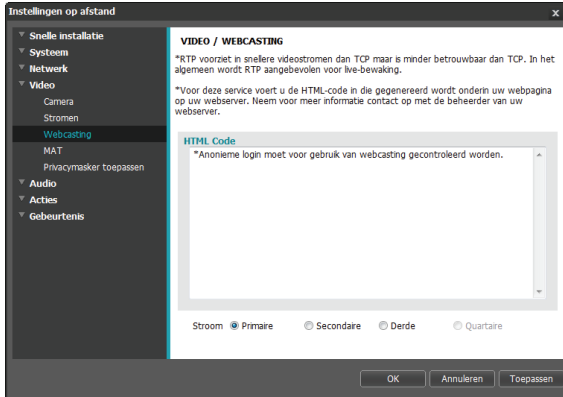 Instellingen op afstand
x
Snelle installatie
Systeem
Netwerk
Video
Camera
Stromen
Webcasting
MAT
Privacymasker toepassen
Audio
Acties
Gebeurtenis
VIDEO / WEBCASTING
*RTP voorziet in snellere videostromen dan TCP maar is minder betrouwbaar dan TCP. In het
algemeen wordt RTP aangebevolen voor live-bewaking.
*Voor deze service voert u de HTML-code in die gegenereerd wordt onderin uw webpagina
op uw webserver. Neem voor meer informatie contact op met de beheerder van uw
webserver.
HTML Code
*Anonieme login moet voor gebruik van webcasting gecontroleerd worden.
Stroom Primaire Secondaire Derde Quartaire
OK Annuleren Toepassen